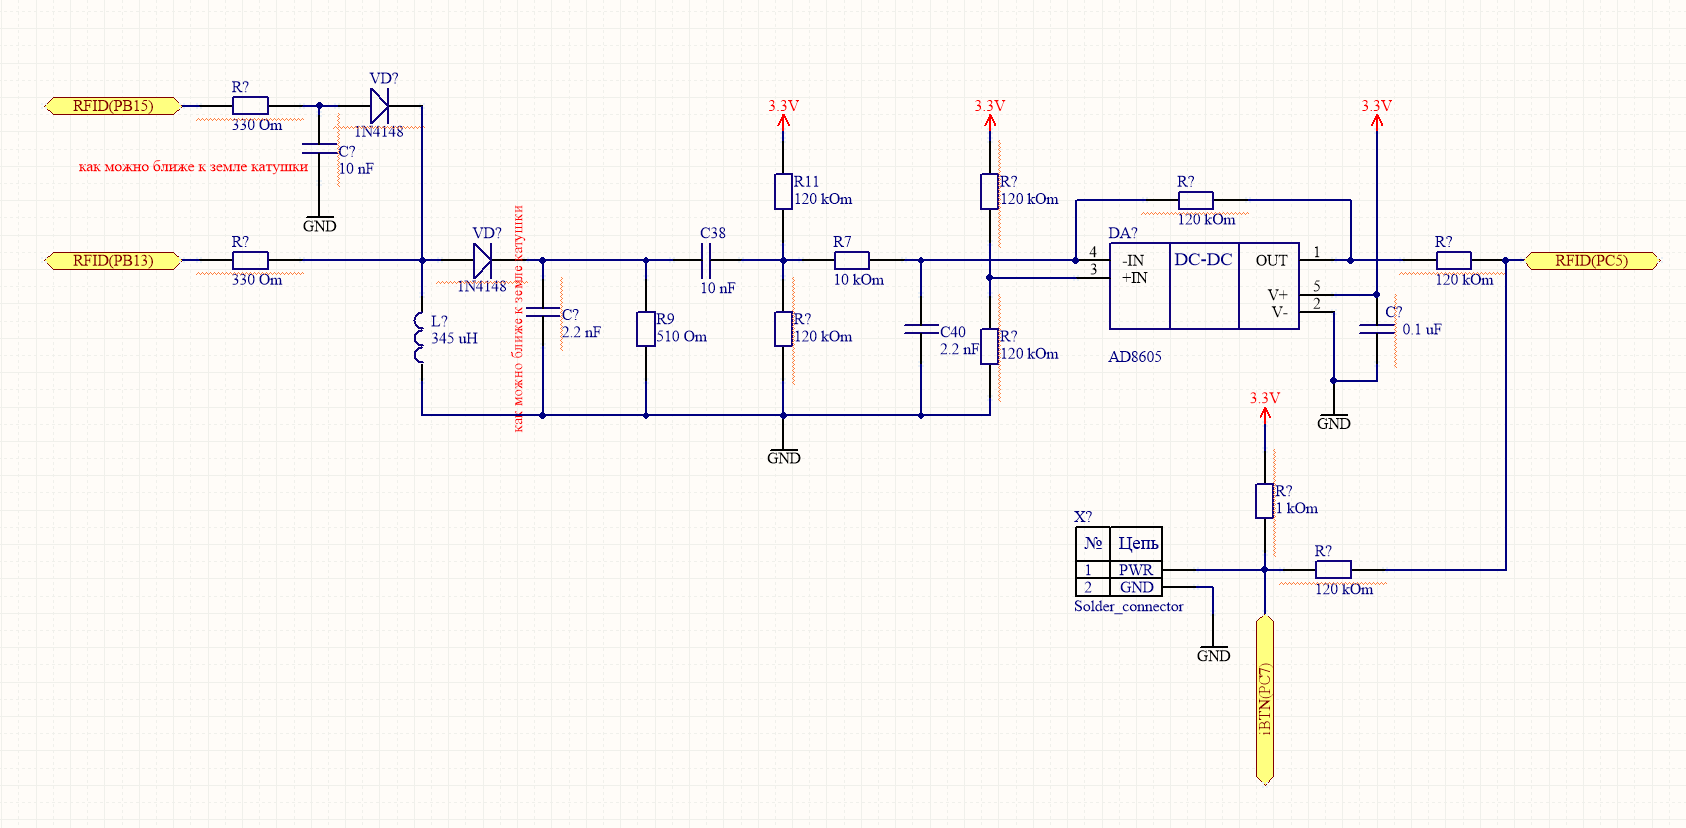 VD?
R?
RFID(PB15)
330 Om
1N4148
C?
10 nF
как можно ближе к земле катушки
GND
R?
RFID(PB13)
330 Om
VD?
1N4148
L?
345 uH
как можно ближе к земле катушки
C?
2.2 nF
R9
510 Om
C38
10 nF
3.3V
R11
120 kOm
R?
120 kOm
GND
R7
10 kOm
C40
2.2 nF
3.3V
R?
120 kOm
R?
120 kOm
R?
120 kOm
DA?
4
-IN
DC-DC
OUT
1
3
+IN
V+
5
V-
2
AD8605
3.3V
C?
0.1 uF
GND
R?
120 kOm
RFID(PC5)
3.3V
R?
1 kOm
X?
№ Цепь
1 PWR
2 GND
Solder_connector
GND
R?
120 kOm
iBTN(PC7)